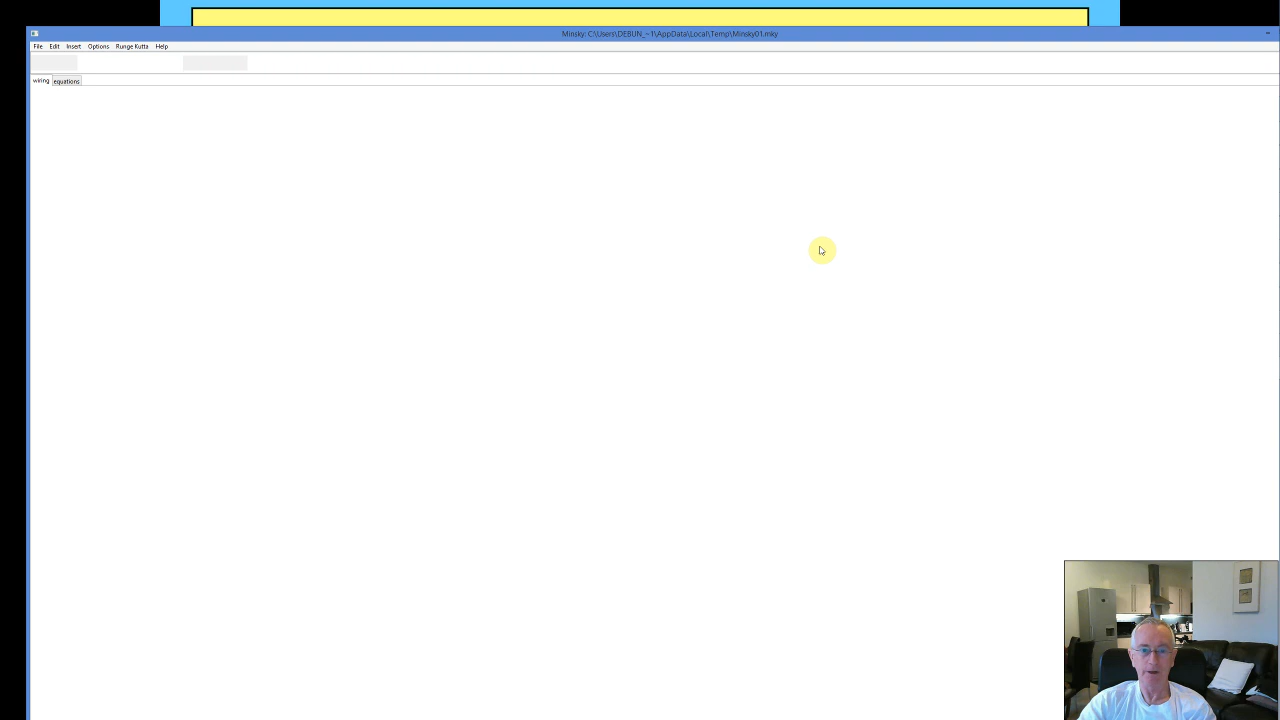 Minsky: C:\Users\DEBUN_~1\AppData\Local\Temp\Minsky01.mky
File Edit Insert Options Runge Kutta Help
wiring equations